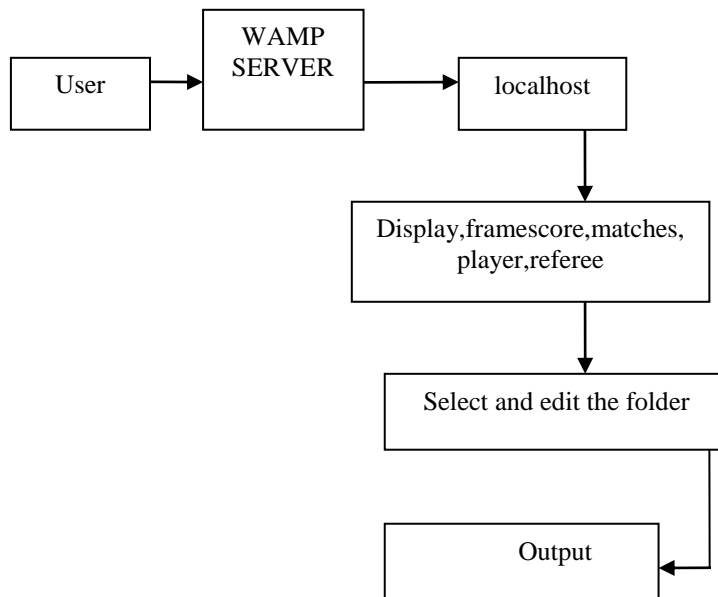 User
WAMP
SERVER
localhost
Display,framescore,matches,
player,referee
Select and edit the folder
Output